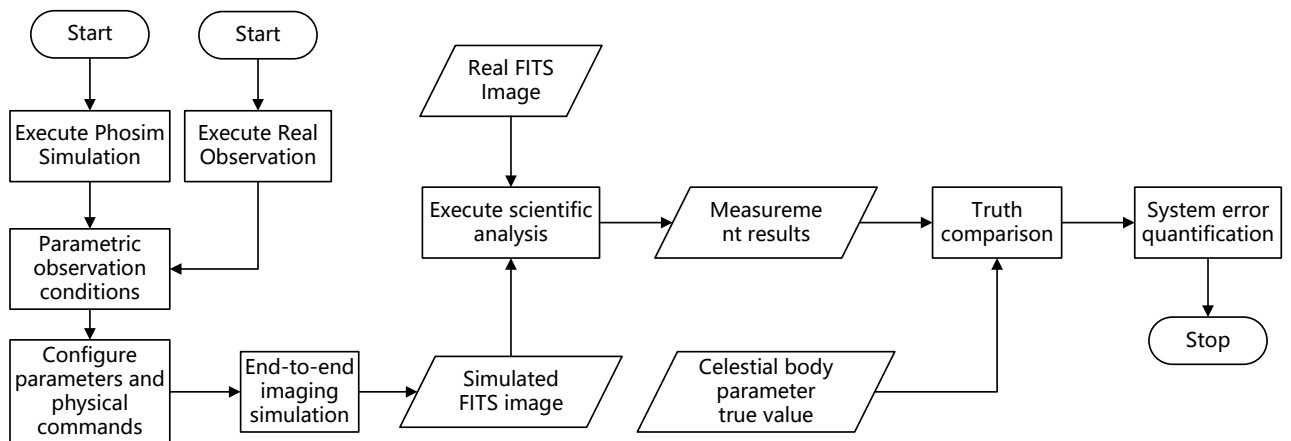 Start
Start
Execute Phosim
Simulation
Execute Real
Observation
Parametric
observation
conditions
Configure
parameters and
physical
commands
End-to-end
imaging
simulation
Simulated
FITS image
Real FITS
Image
Execute scientific
analysis
Measureme
nt results
Celestial body
parameter
true value
Truth
comparison
System error
quantification
Stop